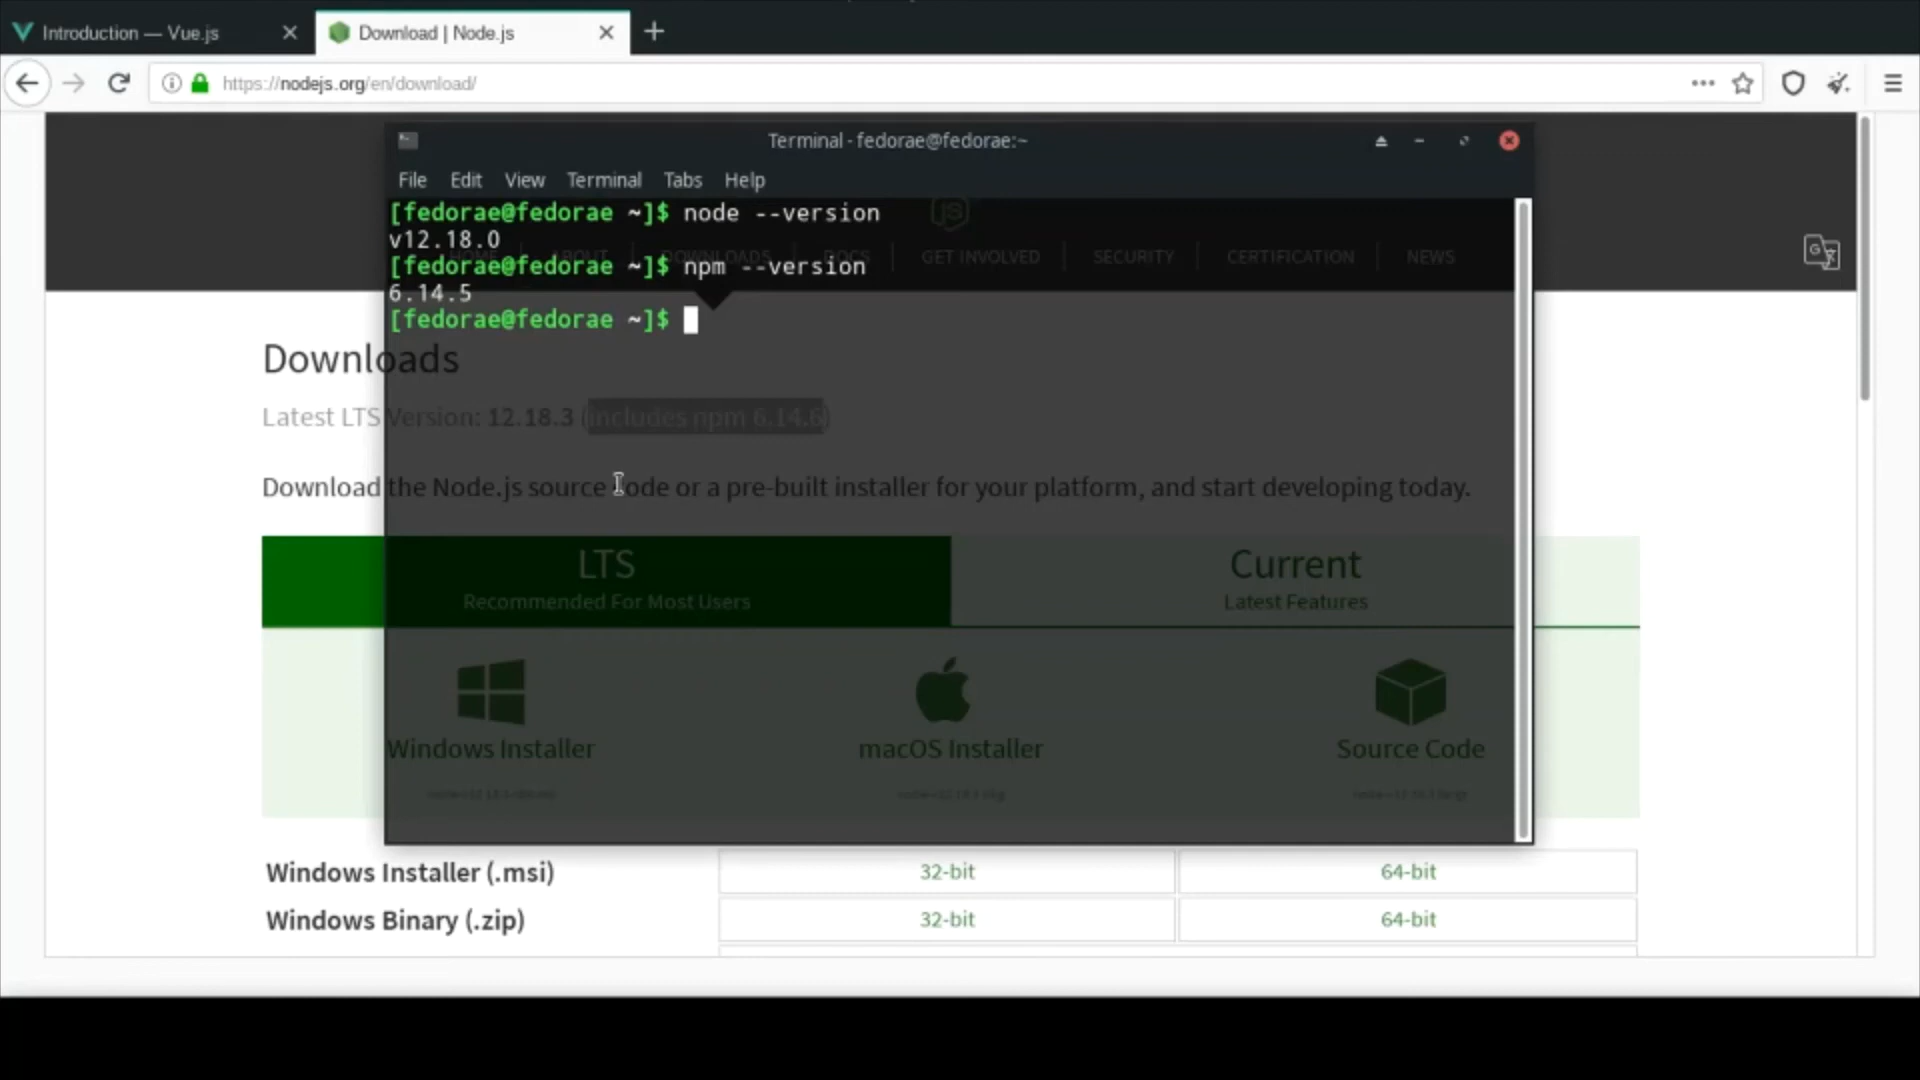 Introduction — Vue.js
Download | Node.js
https://nodejs.org/en/download/
Terminal - fedorae@fedorae:~
File Edit View Terminal Tabs Help
[fedorae@fedorae ~]$ node --version
v12.18.0
HOME ABOUT DOWNLOADS DOCS GET INVOLVED SECURITY CERTIFICATION NEWS
[fedorae@fedorae ~]$ npm --version
6.14.5
[fedorae@fedorae ~]$
Downloads
Latest LTS Version: 12.18.3 (includes npm 6.14.6)
Download the Node.js source code or a pre-built installer for your platform, and start developing today.
LTS
Recommended For Most Users
Current
Latest Features
Windows Installer
macOS Installer
Source Code
Windows Installer (.msi) 32-bit 64-bit
Windows Binary (.zip) 32-bit 64-bit